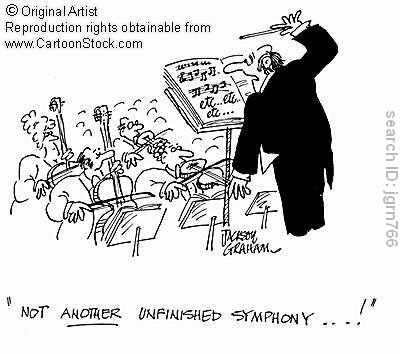 © Original Artist
Reproduction rights obtainable from
www.CartoonStock.com
etc...etc..
etc...
search ID: jgrn766
JACKSON
GRAHAM
"NOT ANOTHER UNFINISHED SYMPHONY ....!"